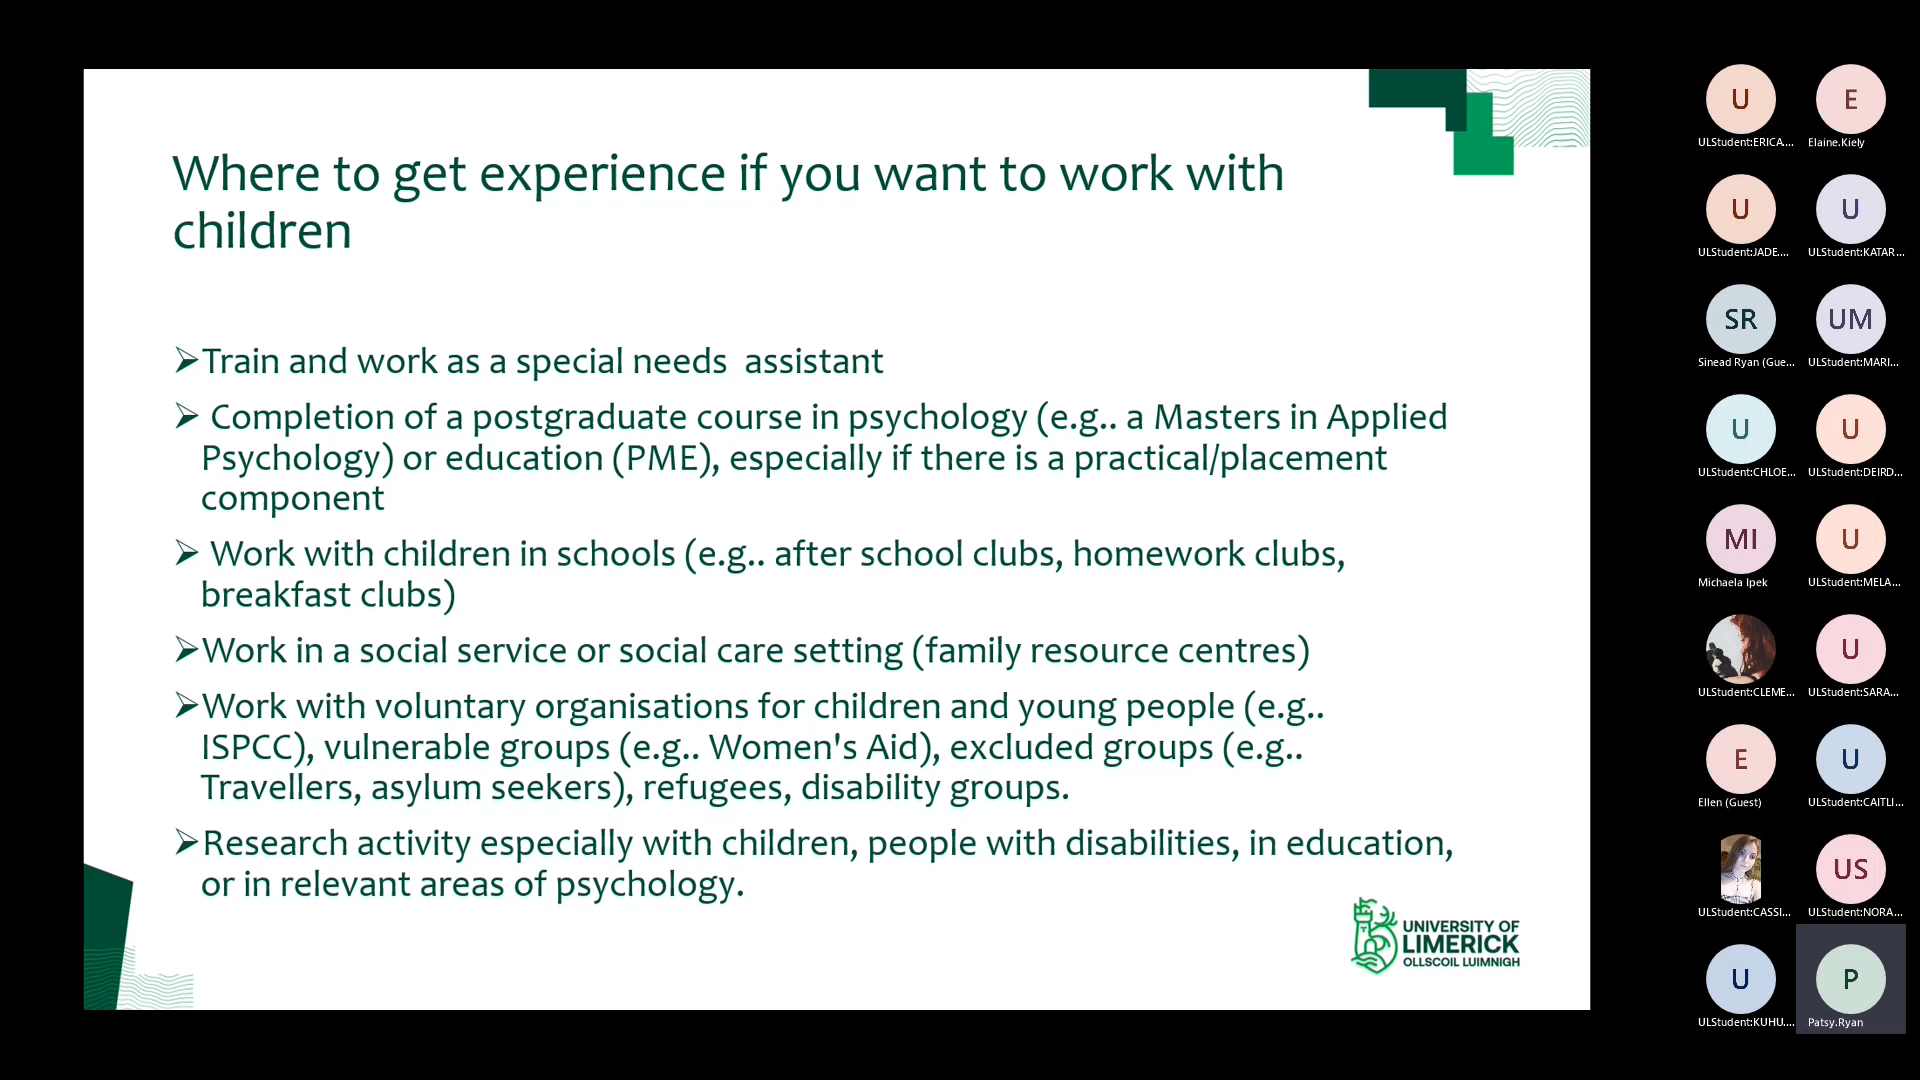 Where to get experience if you want to work with
children
➢Train and work as a special needs  assistant
➢ Completion of a postgraduate course in psychology (e.g.. a Masters in Applied
Psychology) or education (PME), especially if there is a practical/placement
component
➢ Work with children in schools (e.g.. after school clubs, homework clubs,
breakfast clubs)
➢Work in a social service or social care setting (family resource centres)
➢Work with voluntary organisations for children and young people (e.g..
ISPCC), vulnerable groups (e.g.. Women's Aid), excluded groups (e.g..
Travellers, asylum seekers), refugees, disability groups.
➢Research activity especially with children, people with disabilities, in education,
or in relevant areas of psychology.
UNIVERSITY OF
LIMERICK
OLLSCOIL LUIMNIGH
U
E
ULStudent:ERICA....
Elaine.Kiely
U
U
ULStudent:JADE....
ULStudent:KATAR...
SR
UM
Sinead Ryan (Gue...
ULStudent:MARI...
U
U
ULStudent:CHLOE...
ULStudent:DEIRD...
MI
U
Michaela Ipek
ULStudent:MELA...
U
ULStudent:CLEME...
ULStudent:SARA...
E
U
Ellen (Guest)
ULStudent:CAITLI...
US
ULStudent:CASSI...
ULStudent:NORA...
U
P
ULStudent:KUHU....
Patsy.Ryan